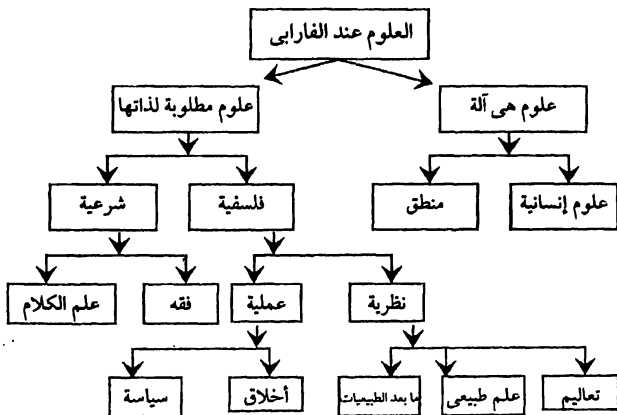 العلوم عند الفارابى
علوم هى آلة
علوم مطلوبة لذاتها
علوم إنسانية
منطق
فلسفية
شرعية
نظرية
عملية
فقه
علم الكلام
تعاليم
علم طبيعى
ما بعد الطبيعيات
أخلاق
سياسة